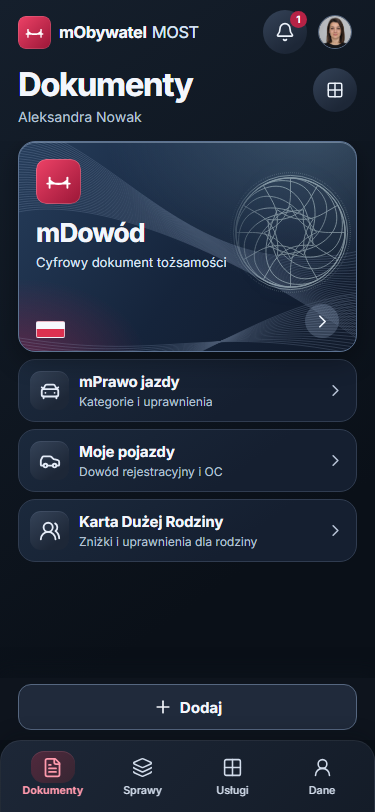 mObywatel MOST
1
Dokumenty
Aleksandra Nowak
mDowód
Cyfrowy dokument tożsamości
mPrawo jazdy
Kategorie i uprawnienia
Moje pojazdy
Dowód rejestracyjny i OC
Karta Dużej Rodziny
Zniżki i uprawnienia dla rodziny
Dodaj
Dokumenty
Sprawy
Usługi
Dane